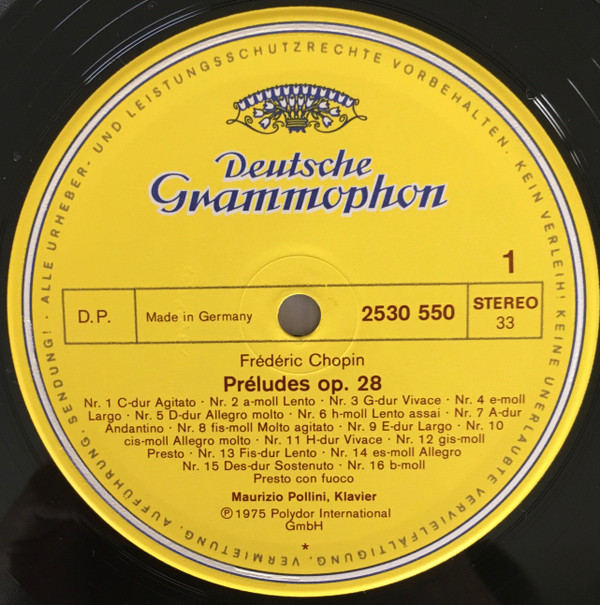 · ALLE URHEBER- UND LEISTUNGSSCHUTZRECHTE VORBEHALTEN. KEIN VERLEIH! KEINE UNERLAUBTE VERVIELFÄLTIGUNG, VERMIETUNG, AUFFÜHRUNG, SENDUNG!
Deutsche
Grammophon
1
D.P.
Made in Germany
2530 550
STEREO
33
Frédéric Chopin
Préludes op. 28
Nr. 1 C-dur Agitato · Nr. 2 a-moll Lento · Nr. 3 G-dur Vivace · Nr. 4 e-moll
Largo · Nr. 5 D-dur Allegro molto · Nr. 6 h-moll Lento assai · Nr. 7 A-dur
Andantino · Nr. 8 fis-moll Molto agitato · Nr. 9 E-dur Largo · Nr. 10
cis-moll Allegro molto · Nr. 11 H-dur Vivace · Nr. 12 gis-moll
Presto · Nr. 13 Fis-dur Lento · Nr. 14 es-moll Allegro
Nr. 15 Des-dur Sostenuto · Nr. 16 b-moll
Presto con fuoco
Maurizio Pollini, Klavier
℗ 1975 Polydor International
GmbH
*